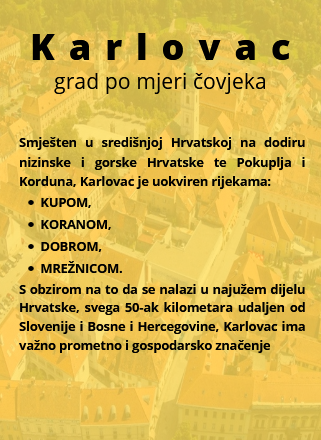 Karlovac
grad po mjeri čovjeka
Smješten u središnjoj Hrvatskoj na dodiru
nizinske i gorske Hrvatske te Pokuplja i
Korduna, Karlovac je uokviren rijekama:
• KUPOM,
• KORANOM,
• DOBROM,
• MREŽNICOM.
S obzirom na to da se nalazi u najužem dijelu
Hrvatske, svega 50-ak kilometara udaljen od
Slovenije i Bosne i Hercegovine, Karlovac ima
važno prometno i gospodarsko značenje